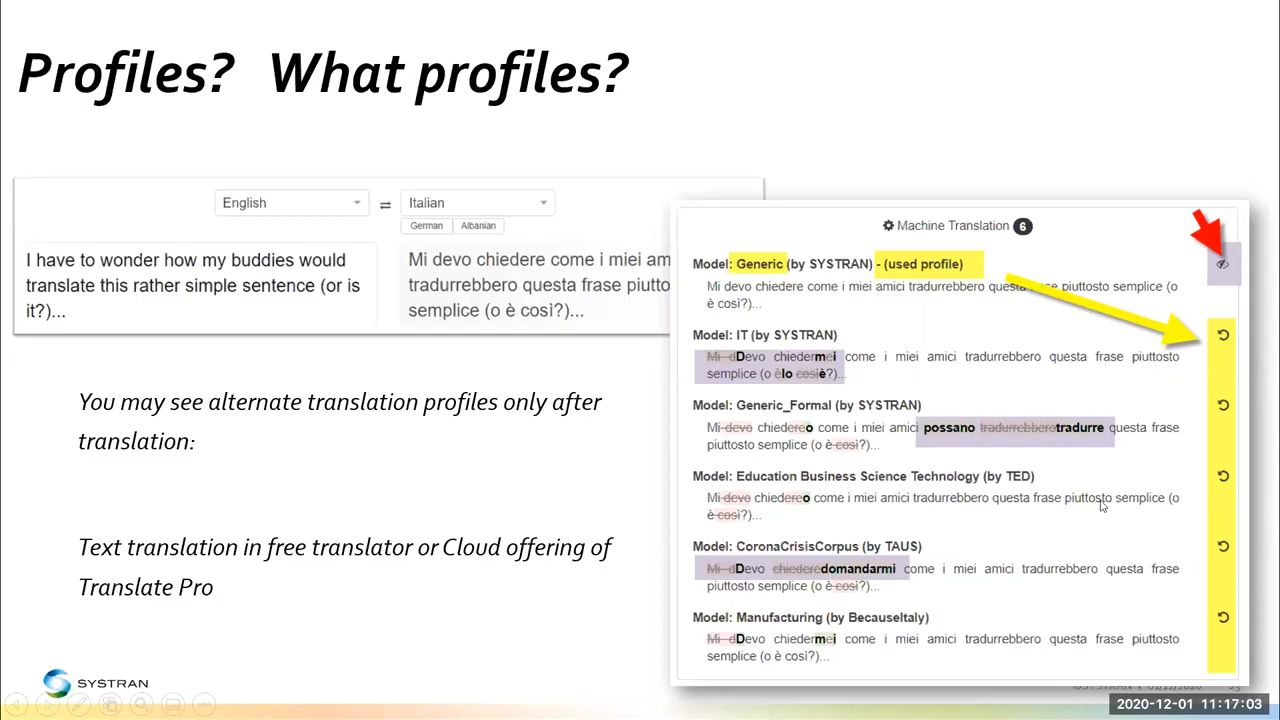 Profiles? What profiles?
English
Italian
German Albanian
I have to wonder how my buddies would
translate this rather simple sentence (or is
it?)...
Mi devo chiedere come i miei am
tradurrebbero questa frase piutto
semplice (o è così?)...
You may see alternate translation profiles only after
translation:
Text translation in free translator or Cloud offering of
Translate Pro
Machine Translation 6
Model: Generic (by SYSTRAN) - (used profile)
Mi devo chiedere come i miei amici tradurrebbero questa frase piuttosto semplice (o
è così?)...
Model: IT (by SYSTRAN)
Mi dDevo chiedermei come i miei amici tradurrebbero questa frase piuttosto
semplice (o èlo cosìè?)...
Model: Generic_Formal (by SYSTRAN)
Mi devo chiedereo come i miei amici possano tradurrebberotradurre questa frase
piuttosto semplice (o è così?)...
Model: Education Business Science Technology (by TED)
Mi devo chiedereo come i miei amici tradurrebbero questa frase piuttosto semplice (o
è così?)...
Model: CoronaCrisisCorpus (by TAUS)
Mi dDevo chiederedomandarmi come i miei amici tradurrebbero questa frase
piuttosto semplice (o è così?)...
Model: Manufacturing (by BecauseItaly)
Mi dDevo chiedermei come i miei amici tradurrebbero questa frase piuttosto
semplice (o è così?)...
SYSTRAN
2020-12-01 11:17:03